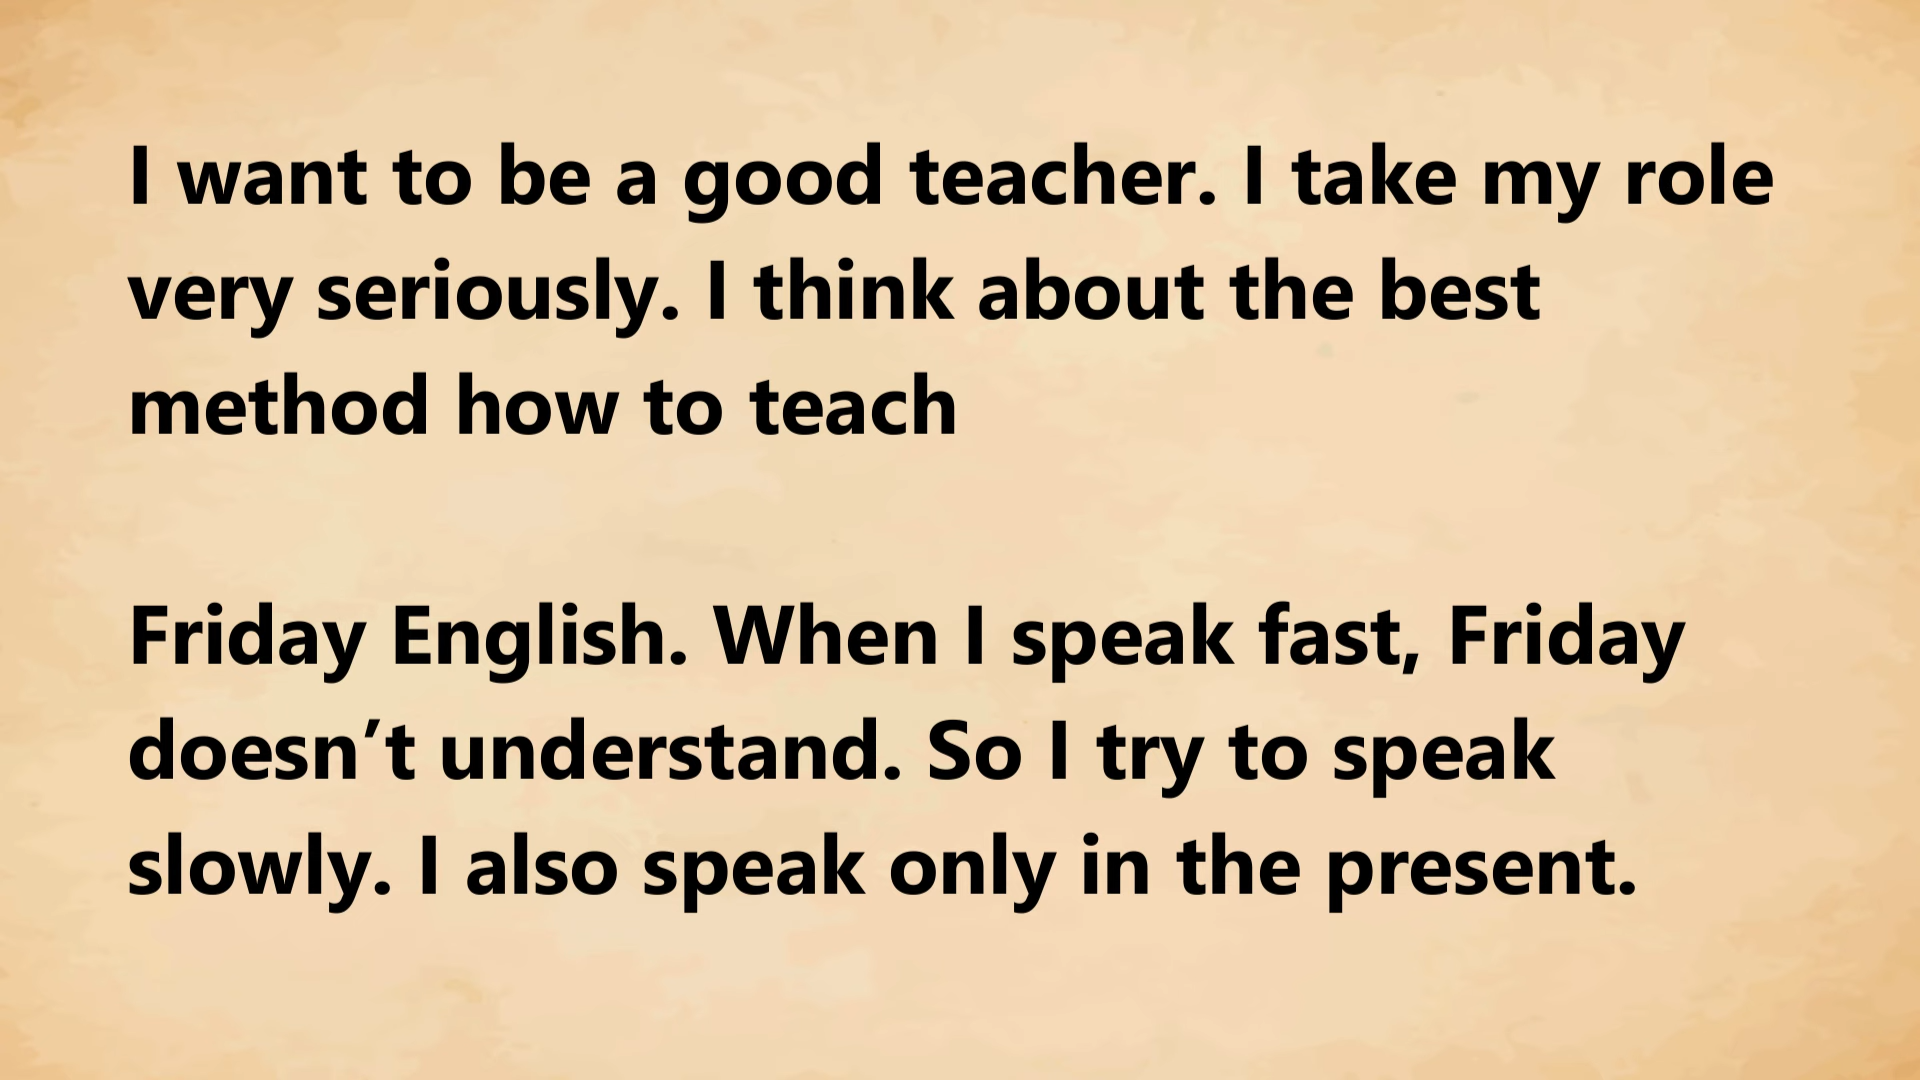 I want to be a good teacher. I take my role
very seriously. I think about the best
method how to teach
Friday English. When I speak fast, Friday
doesn’t understand. So I try to speak
slowly. I also speak only in the present.